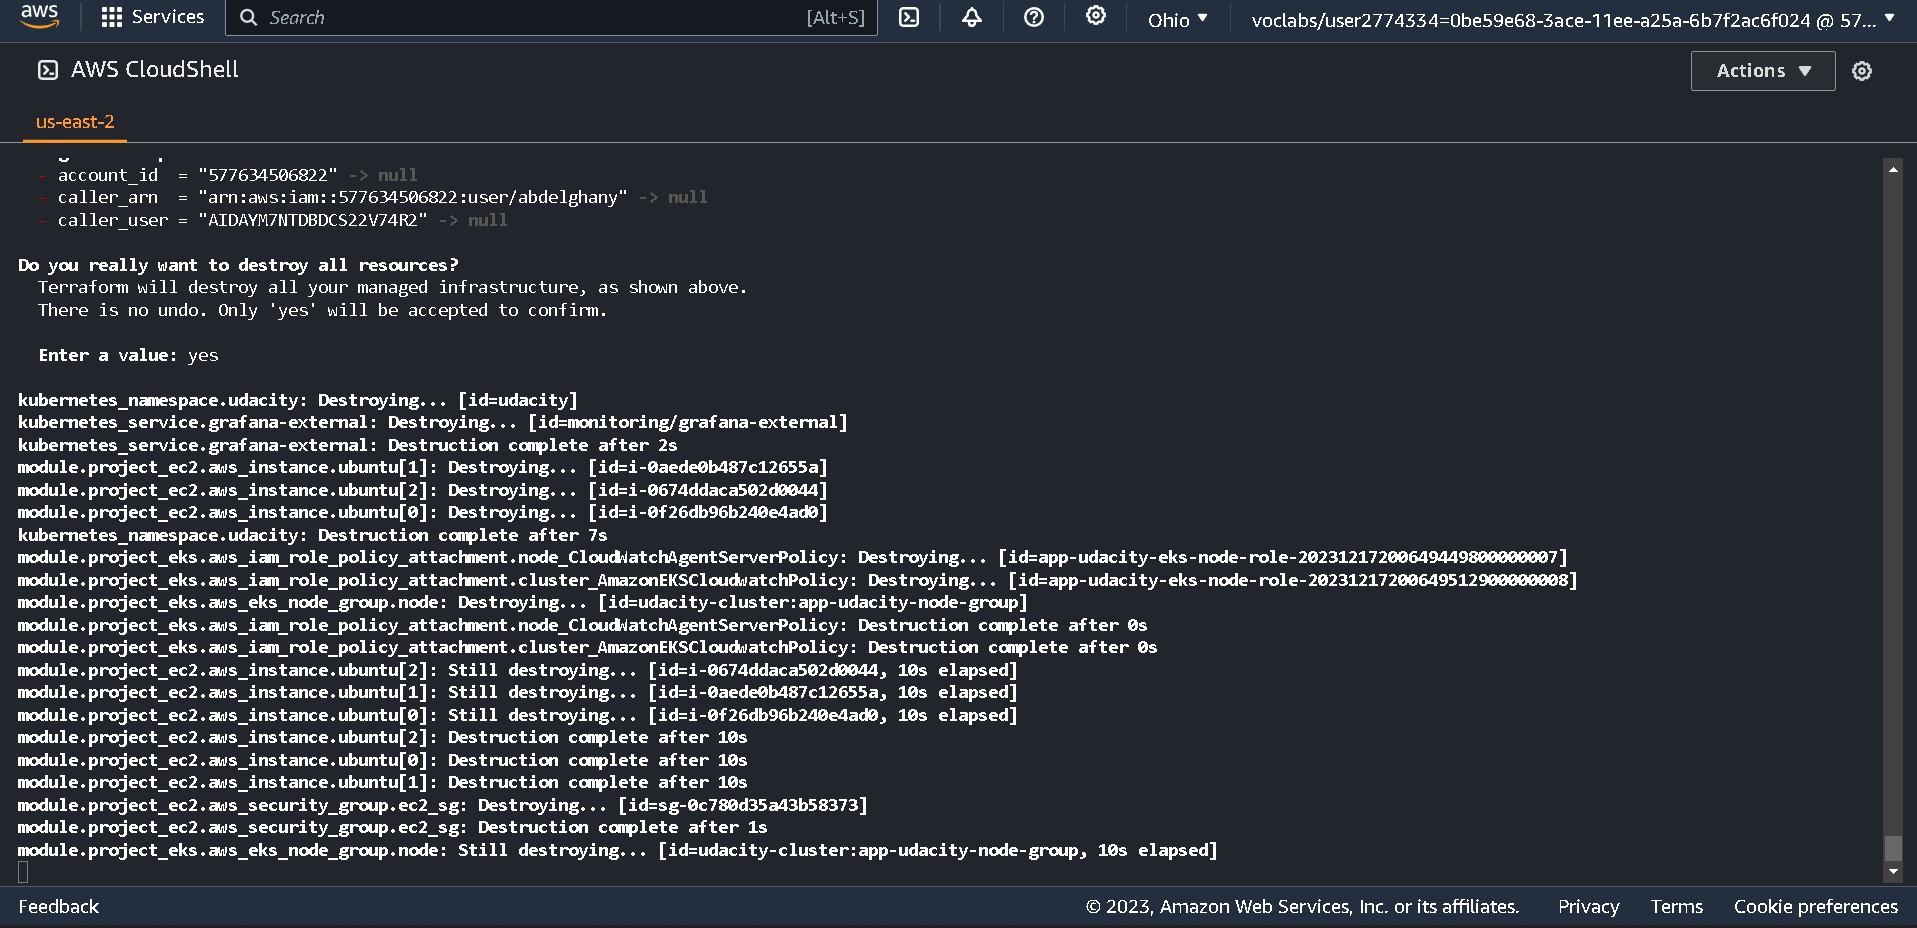 aws Services Search [Alt+S] Ohio voclabs/user2774334=0be59e68-3ace-11ee-a25a-6b7f2ac6f024 @ 57...
AWS CloudShell Actions
us-east-2
- account_id  = "577634506822" -> null
- caller_arn  = "arn:aws:iam::577634506822:user/abdelghany" -> null
- caller_user = "AIDAYM7NTDBDCS22V74R2" -> null
Do you really want to destroy all resources?
Terraform will destroy all your managed infrastructure, as shown above.
There is no undo. Only 'yes' will be accepted to confirm.
Enter a value: yes
kubernetes_namespace.udacity: Destroying... [id=udacity]
kubernetes_service.grafana-external: Destroying... [id=monitoring/grafana-external]
kubernetes_service.grafana-external: Destruction complete after 2s
module.project_ec2.aws_instance.ubuntu[1]: Destroying... [id=i-0aede0b487c12655a]
module.project_ec2.aws_instance.ubuntu[2]: Destroying... [id=i-0674ddaca502d0044]
module.project_ec2.aws_instance.ubuntu[0]: Destroying... [id=i-0f26db96b240e4ad0]
kubernetes_namespace.udacity: Destruction complete after 7s
module.project_eks.aws_iam_role_policy_attachment.node_CloudWatchAgentServerPolicy: Destroying... [id=app-udacity-eks-node-role-20231217200649449800000007]
module.project_eks.aws_iam_role_policy_attachment.cluster_AmazonEKSCloudwatchPolicy: Destroying... [id=app-udacity-eks-node-role-20231217200649512900000008]
module.project_eks.aws_eks_node_group.node: Destroying... [id=udacity-cluster:app-udacity-node-group]
module.project_eks.aws_iam_role_policy_attachment.node_CloudWatchAgentServerPolicy: Destruction complete after 0s
module.project_eks.aws_iam_role_policy_attachment.cluster_AmazonEKSCloudwatchPolicy: Destruction complete after 0s
module.project_ec2.aws_instance.ubuntu[2]: Still destroying... [id=i-0674ddaca502d0044, 10s elapsed]
module.project_ec2.aws_instance.ubuntu[1]: Still destroying... [id=i-0aede0b487c12655a, 10s elapsed]
module.project_ec2.aws_instance.ubuntu[0]: Still destroying... [id=i-0f26db96b240e4ad0, 10s elapsed]
module.project_ec2.aws_instance.ubuntu[2]: Destruction complete after 10s
module.project_ec2.aws_instance.ubuntu[0]: Destruction complete after 10s
module.project_ec2.aws_instance.ubuntu[1]: Destruction complete after 10s
module.project_ec2.aws_security_group.ec2_sg: Destroying... [id=sg-0c780d35a43b58373]
module.project_ec2.aws_security_group.ec2_sg: Destruction complete after 1s
module.project_eks.aws_eks_node_group.node: Still destroying... [id=udacity-cluster:app-udacity-node-group, 10s elapsed]
Feedback © 2023, Amazon Web Services, Inc. or its affiliates. Privacy Terms Cookie preferences